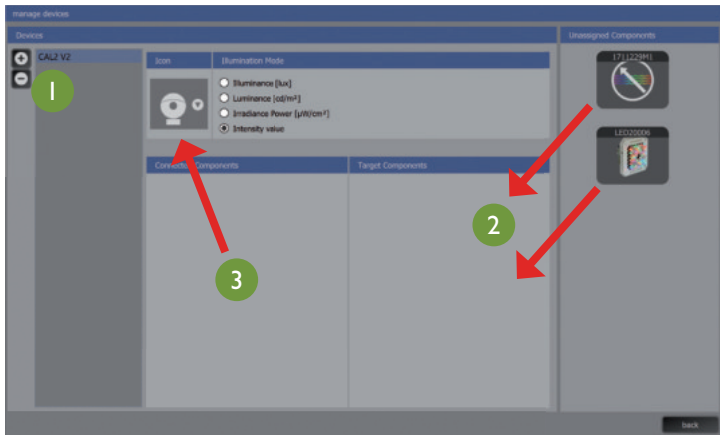 manage devices
Devices
Unassigned Components
CAL2 V2
1
Icon
Illumination Mode
Illuminance [lux]
Luminance [cd/m²]
Irradiance Power [µW/cm²]
Intensity value
1711229M1
LED20006
Connected Components
Target Components
2
3
back